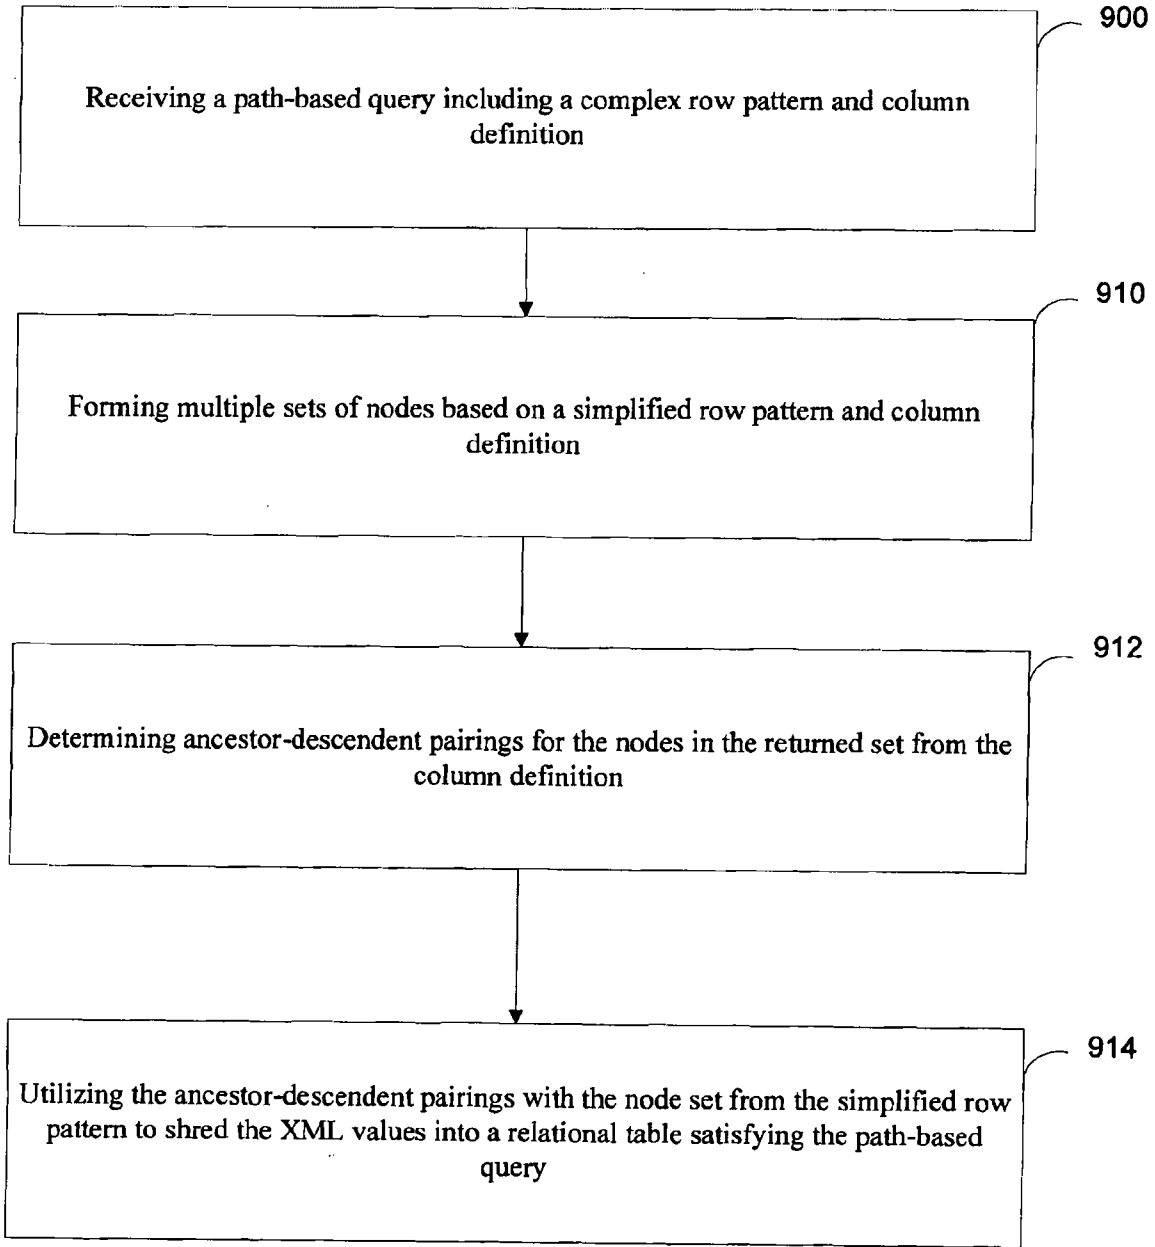 900
Receiving a path-based query including a complex row pattern and column
definition
910
Forming multiple sets of nodes based on a simplified row pattern and column
definition
912
Determining ancestor-descendent pairings for the nodes in the returned set from the
column definition
914
Utilizing the ancestor-descendent pairings with the node set from the simplified row
pattern to shred the XML values into a relational table satisfying the path-based
query